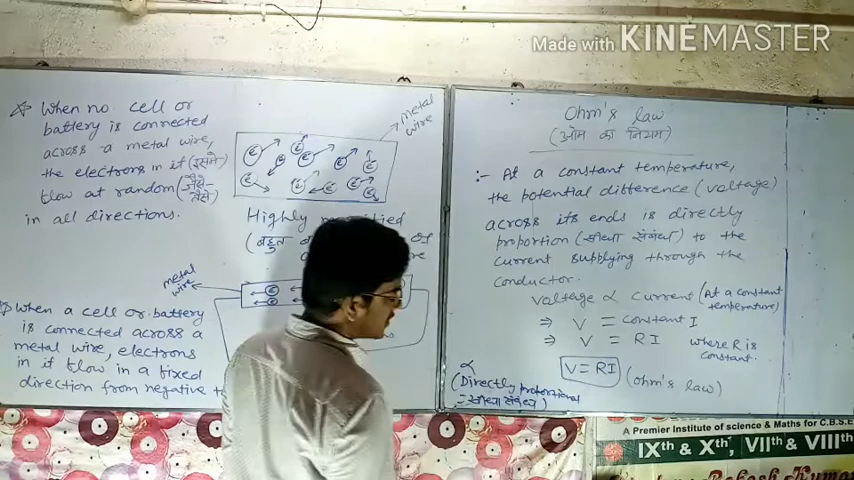 Made with KINEMASTER
☆ When no cell or
battery is connected
across a metal wire,
the electrons in it (इसमें)
flow at random (जैसे-
तैसे)
in all directions.
metal
wire
Highly
(बहुत
metal
wire
When a cell or battery
is connected across a
metal wire, electrons
in it flow in a fixed
direction from negative
Ohm's law
(ओम का नियम)
:- At a constant temperature,
the potential difference (voltage)
across its ends is directly
proportion (सीधा संबंध) to the
current supplying through the
conductor.
voltage ∝ current (At a constant
temperature)
⇒ V = constant I
⇒ V = RI where R is
constant.
V = RI (ohm's law)
∝
(Directly proportional
= सीधा संबंध)
A Premier Institute of Science & Maths for C.B.S.E
IXth & Xth, VIIth & VIIIth
Rakesh Kumar